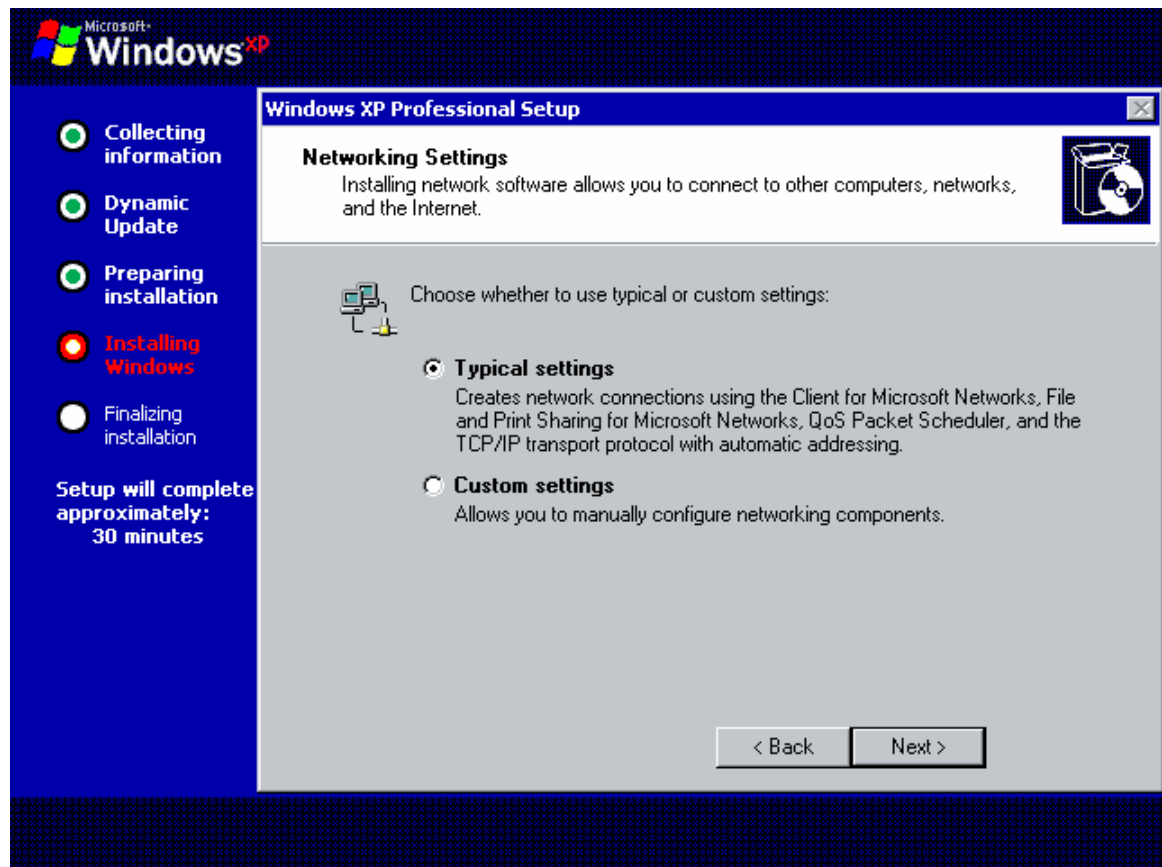 Microsoft
Windows XP
Collecting
information
Dynamic
Update
Preparing
installation
Installing
Windows
Finalizing
installation
Setup will complete
approximately:
30 minutes
Windows XP Professional Setup
Networking Settings
Installing network software allows you to connect to other computers, networks,
and the Internet.
Choose whether to use typical or custom settings:
Typical settings
Creates network connections using the Client for Microsoft Networks, File
and Print Sharing for Microsoft Networks, QoS Packet Scheduler, and the
TCP/IP transport protocol with automatic addressing.
Custom settings
Allows you to manually configure networking components.
< Back Next >